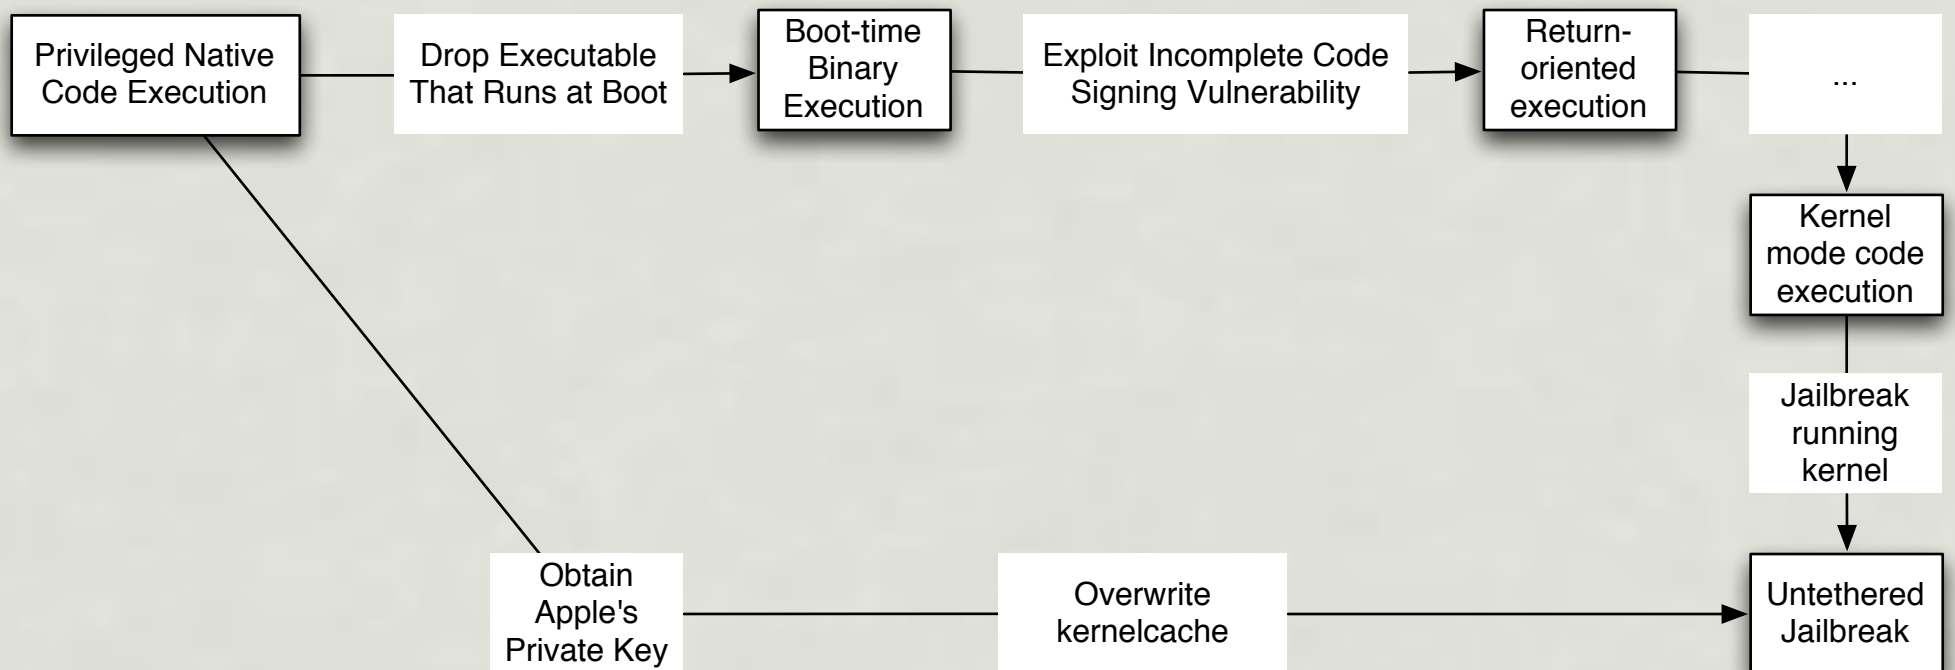 Privileged Native
Code Execution
Drop Executable
That Runs at Boot
Boot-time
Binary
Execution
Exploit Incomplete Code
Signing Vulnerability
Return-
oriented
execution
...
Kernel
mode code
execution
Jailbreak
running
kernel
Obtain
Apple's
Private Key
Overwrite
kernelcache
Untethered
Jailbreak